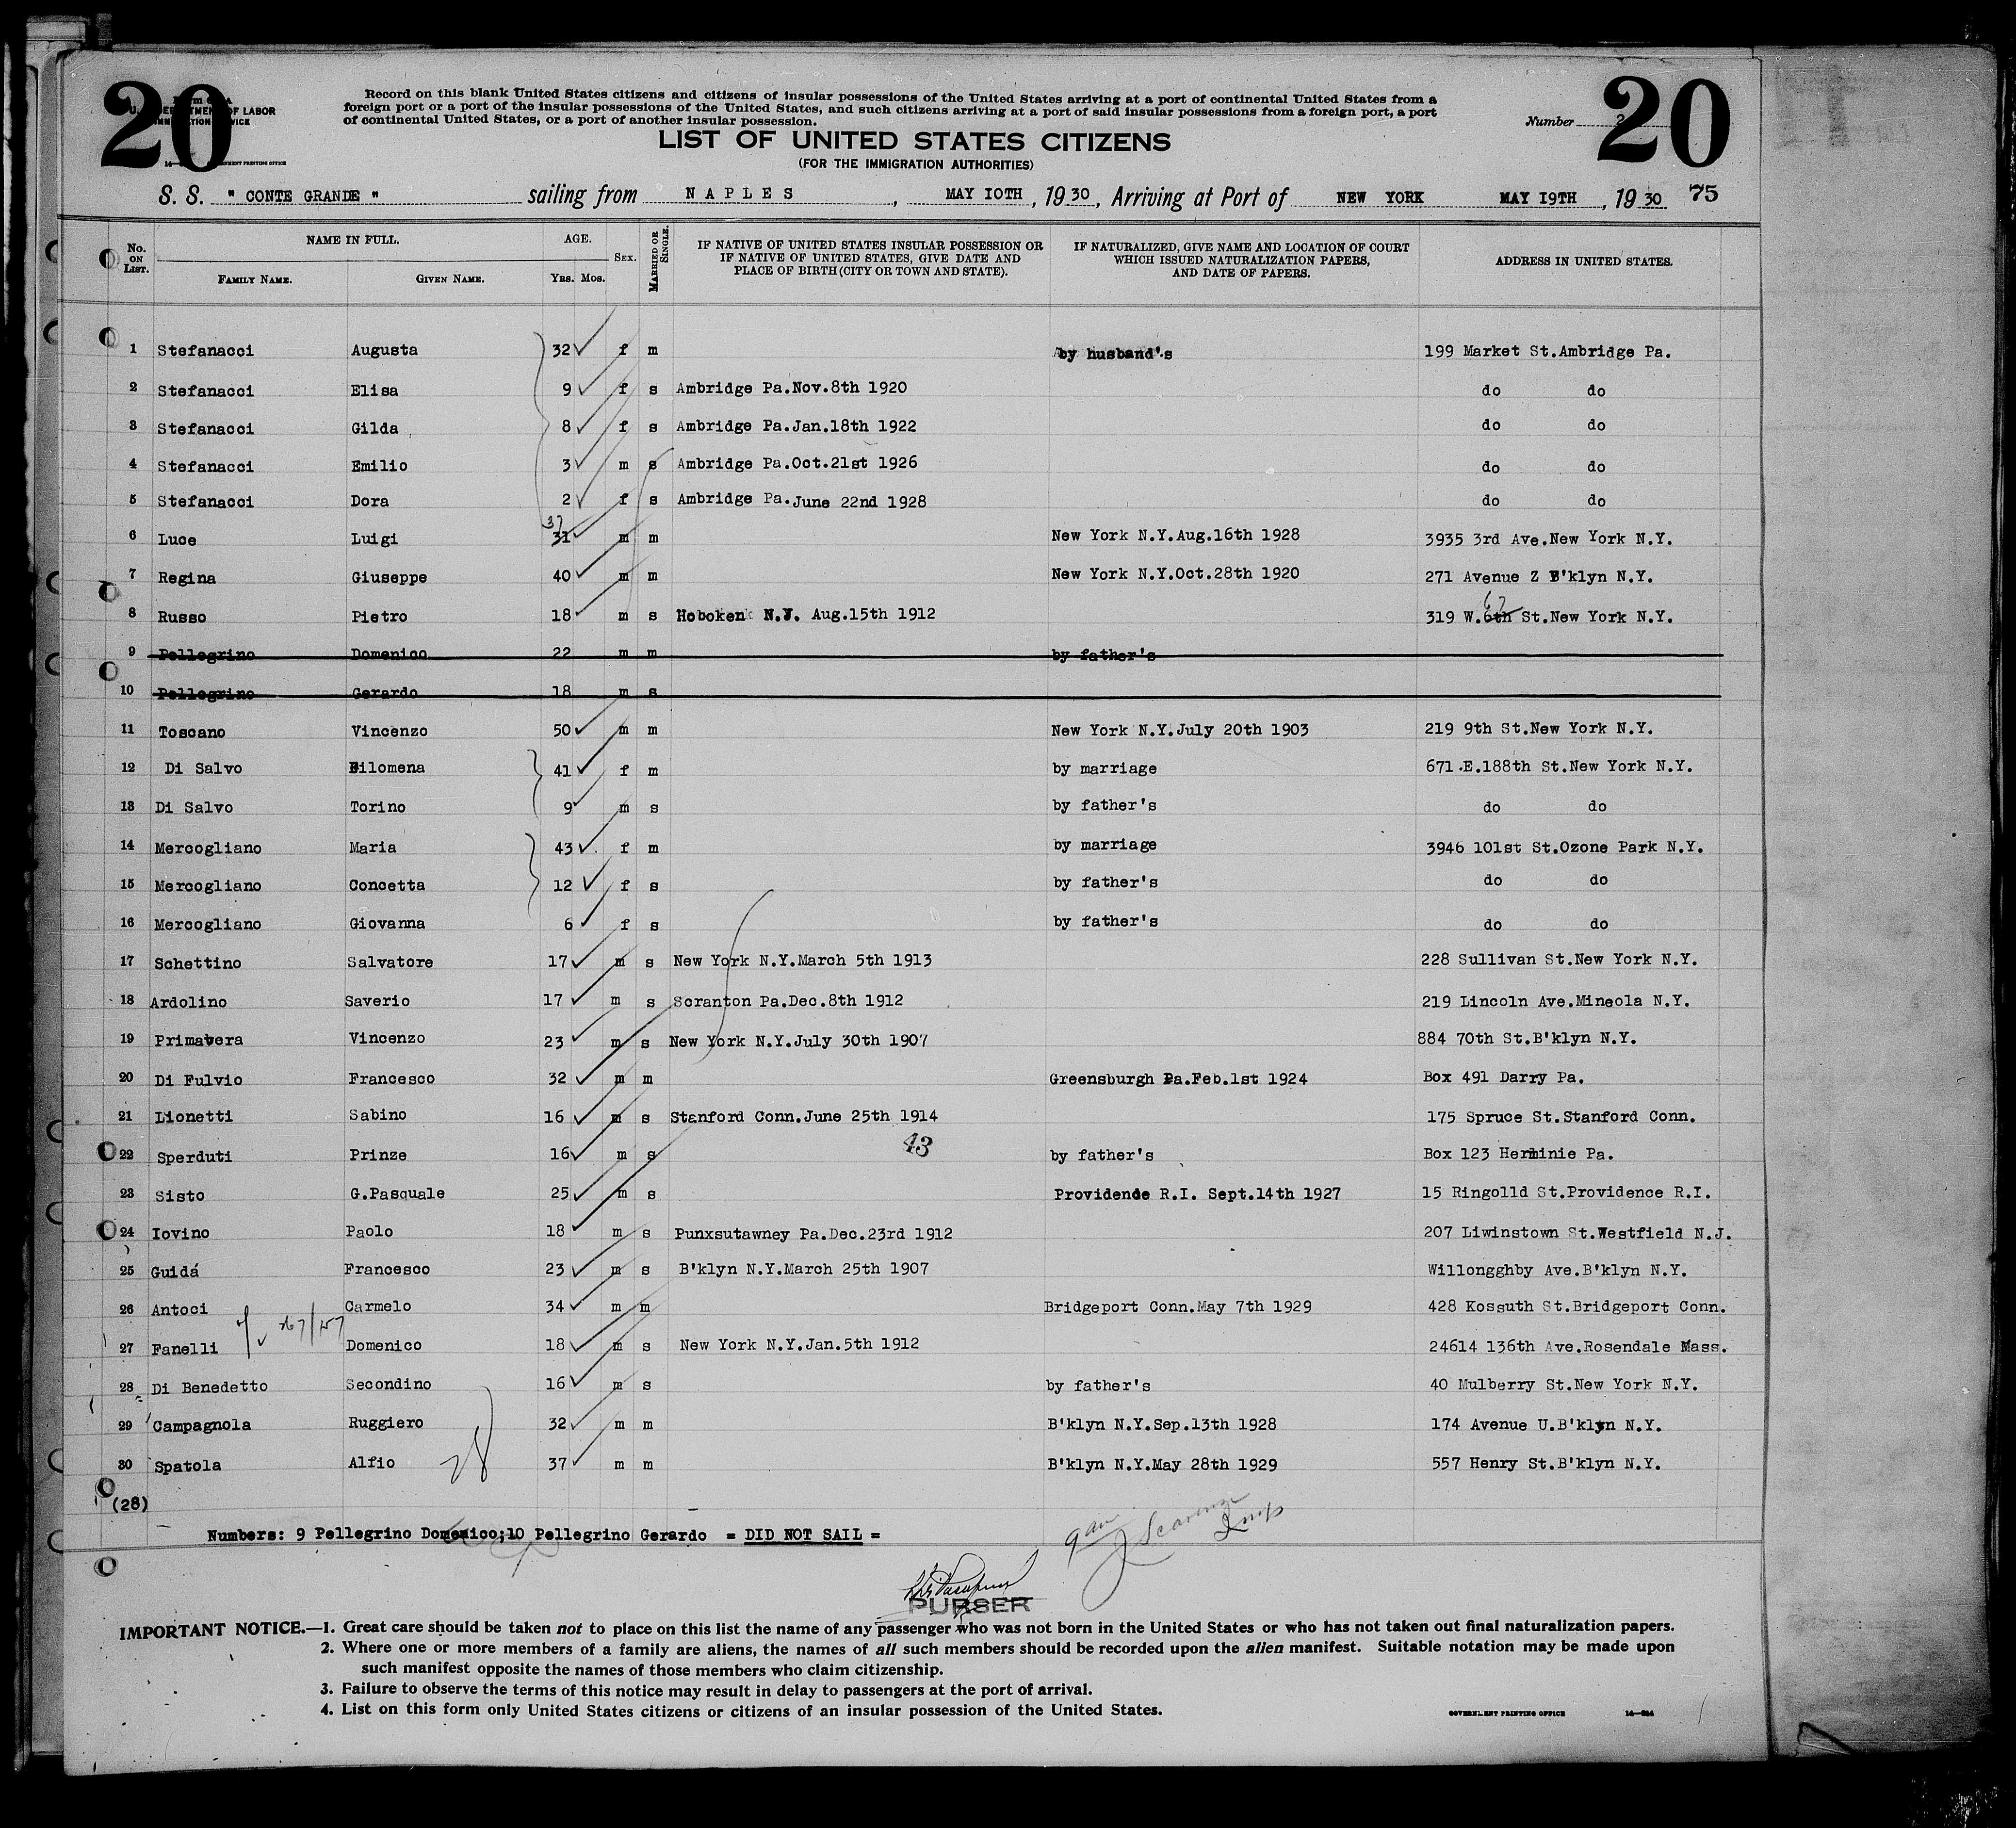 20
U. S. DEPARTMENT OF LABOR
IMMIGRATION SERVICE
Record on this blank United States citizens and citizens of insular possessions of the United States arriving at a port of continental United States from a
foreign port or a port of the insular possessions of the United States, and such citizens arriving at a port of said insular possessions from a foreign port, a port
of continental United States, or a port of another insular possession.
LIST OF UNITED STATES CITIZENS
(FOR THE IMMIGRATION AUTHORITIES)
Number
20
S. S. " CONTE GRANDE " sailing from NAPLES, MAY 10TH, 1930, Arriving at Port of NEW YORK MAY 19TH, 1930 75
No. ON LIST. NAME IN FULL. AGE. SEX. MARRIED OR SINGLE. IF NATIVE OF UNITED STATES INSULAR POSSESSION OR IF NATIVE OF UNITED STATES, GIVE DATE AND PLACE OF BIRTH (CITY OR TOWN AND STATE). IF NATURALIZED, GIVE NAME AND LOCATION OF COURT WHICH ISSUED NATURALIZATION PAPERS, AND DATE OF PAPERS. ADDRESS IN UNITED STATES.
FAMILY NAME. GIVEN NAME. YRS. MOS.
1 Stefanacci Augusta 32 f m by husband's 199 Market St.Ambridge Pa.
2 Stefanacci Elisa 9 f s Ambridge Pa.Nov.8th 1920 do do
3 Stefanacci Gilda 8 f s Ambridge Pa.Jan.18th 1922 do do
4 Stefanacci Emilio 3 m s Ambridge Pa.Oct.21st 1926 do do
5 Stefanacci Dora 2 f s Ambridge Pa.June 22nd 1928 do do
6 Luce Luigi 31 37 m m New York N.Y.Aug.16th 1928 3935 3rd Ave.New York N.Y.
7 Regina Giuseppe 40 m m New York N.Y.Oct.28th 1920 271 Avenue Z B'klyn N.Y.
8 Russo Pietro 18 m s Hoboken N.J. Aug.15th 1912 319 W.6th 67 St.New York N.Y.
9 Pellegrino Domenico 22 m m by father's
10 Pellegrino Gerardo 18 m s
11 Toscano Vincenzo 50 m m New York N.Y.July 20th 1903 219 9th St.New York N.Y.
12 Di Salvo Filomena 41 f m by marriage 671 E.188th St.New York N.Y.
13 Di Salvo Torino 9 m s by father's do do
14 Mercogliano Maria 43 f m by marriage 3946 101st St.Ozone Park N.Y.
15 Mercogliano Concetta 12 f s by father's do do
16 Mercogliano Giovanna 6 f s by father's do do
17 Schettino Salvatore 17 m s New York N.Y.March 5th 1913 228 Sullivan St.New York N.Y.
18 Ardolino Saverio 17 m s Scranton Pa.Dec.8th 1912 219 Lincoln Ave.Mineola N.Y.
19 Primavera Vincenzo 23 m s New York N.Y.July 30th 1907 884 70th St.B'klyn N.Y.
20 Di Fulvio Francesco 32 m m Greensburgh Pa.Feb.1st 1924 Box 491 Darry Pa.
21 Lionetti Sabino 16 m s Stanford Conn.June 25th 1914 175 Spruce St.Stanford Conn.
43
22 Sperduti Prinze 16 m s by father's Box 123 Herminie Pa.
23 Sisto G.Pasquale 25 m s Providence R.I. Sept.14th 1927 15 Ringolld St.Providence R.I.
24 Iovino Paolo 18 m s Punxsutawney Pa.Dec.23rd 1912 207 Liwinstown St.Westfield N.J.
25 Guidá Francesco 23 m s B'klyn N.Y.March 25th 1907 Willongghby Ave.B'klyn N.Y.
26 Antoci Carmelo 34 m m Bridgeport Conn.May 7th 1929 428 Kossuth St.Bridgeport Conn.
27 Fanelli Domenico 18 m s New York N.Y.Jan.5th 1912 24614 136th Ave.Rosendale Mass.
28 Di Benedetto Secondino 16 m s by father's 40 Mulberry St.New York N.Y.
29 Campagnola Ruggiero 32 m m B'klyn N.Y.Sep.13th 1928 174 Avenue U.B'klyn N.Y.
30 Spatola Alfio 37 m m B'klyn N.Y.May 28th 1929 557 Henry St.B'klyn N.Y.
28
(28)
Numbers: 9 Pellegrino Domenico;10 Pellegrino Gerardo = DID NOT SAIL =
PURSER
IMPORTANT NOTICE.—1. Great care should be taken not to place on this list the name of any passenger who was not born in the United States or who has not taken out final naturalization papers.
2. Where one or more members of a family are aliens, the names of all such members should be recorded upon the alien manifest. Suitable notation may be made upon
such manifest opposite the names of those members who claim citizenship.
3. Failure to observe the terms of this notice may result in delay to passengers at the port of arrival.
4. List on this form only United States citizens or citizens of an insular possession of the United States.
GOVERNMENT PRINTING OFFICE